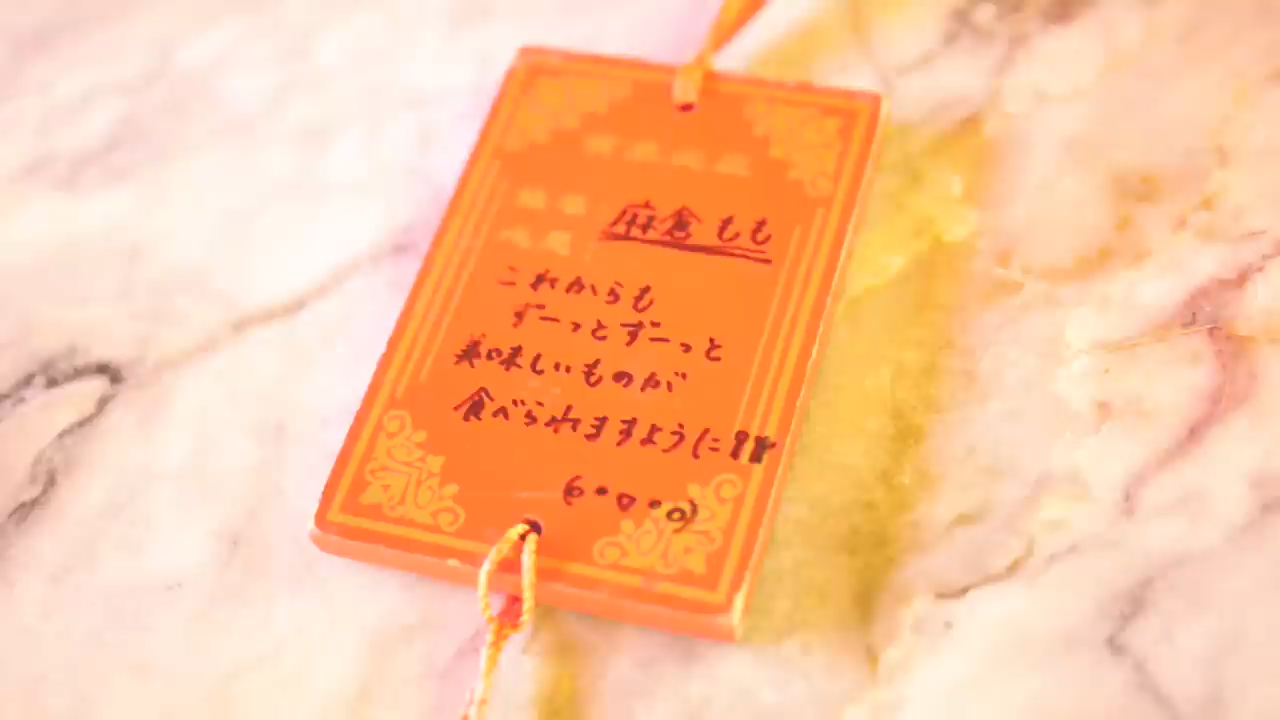 麻倉もも
これからも
ずーっとずーっと
美味しいものが
食べられますように!!
(o・▽・o)